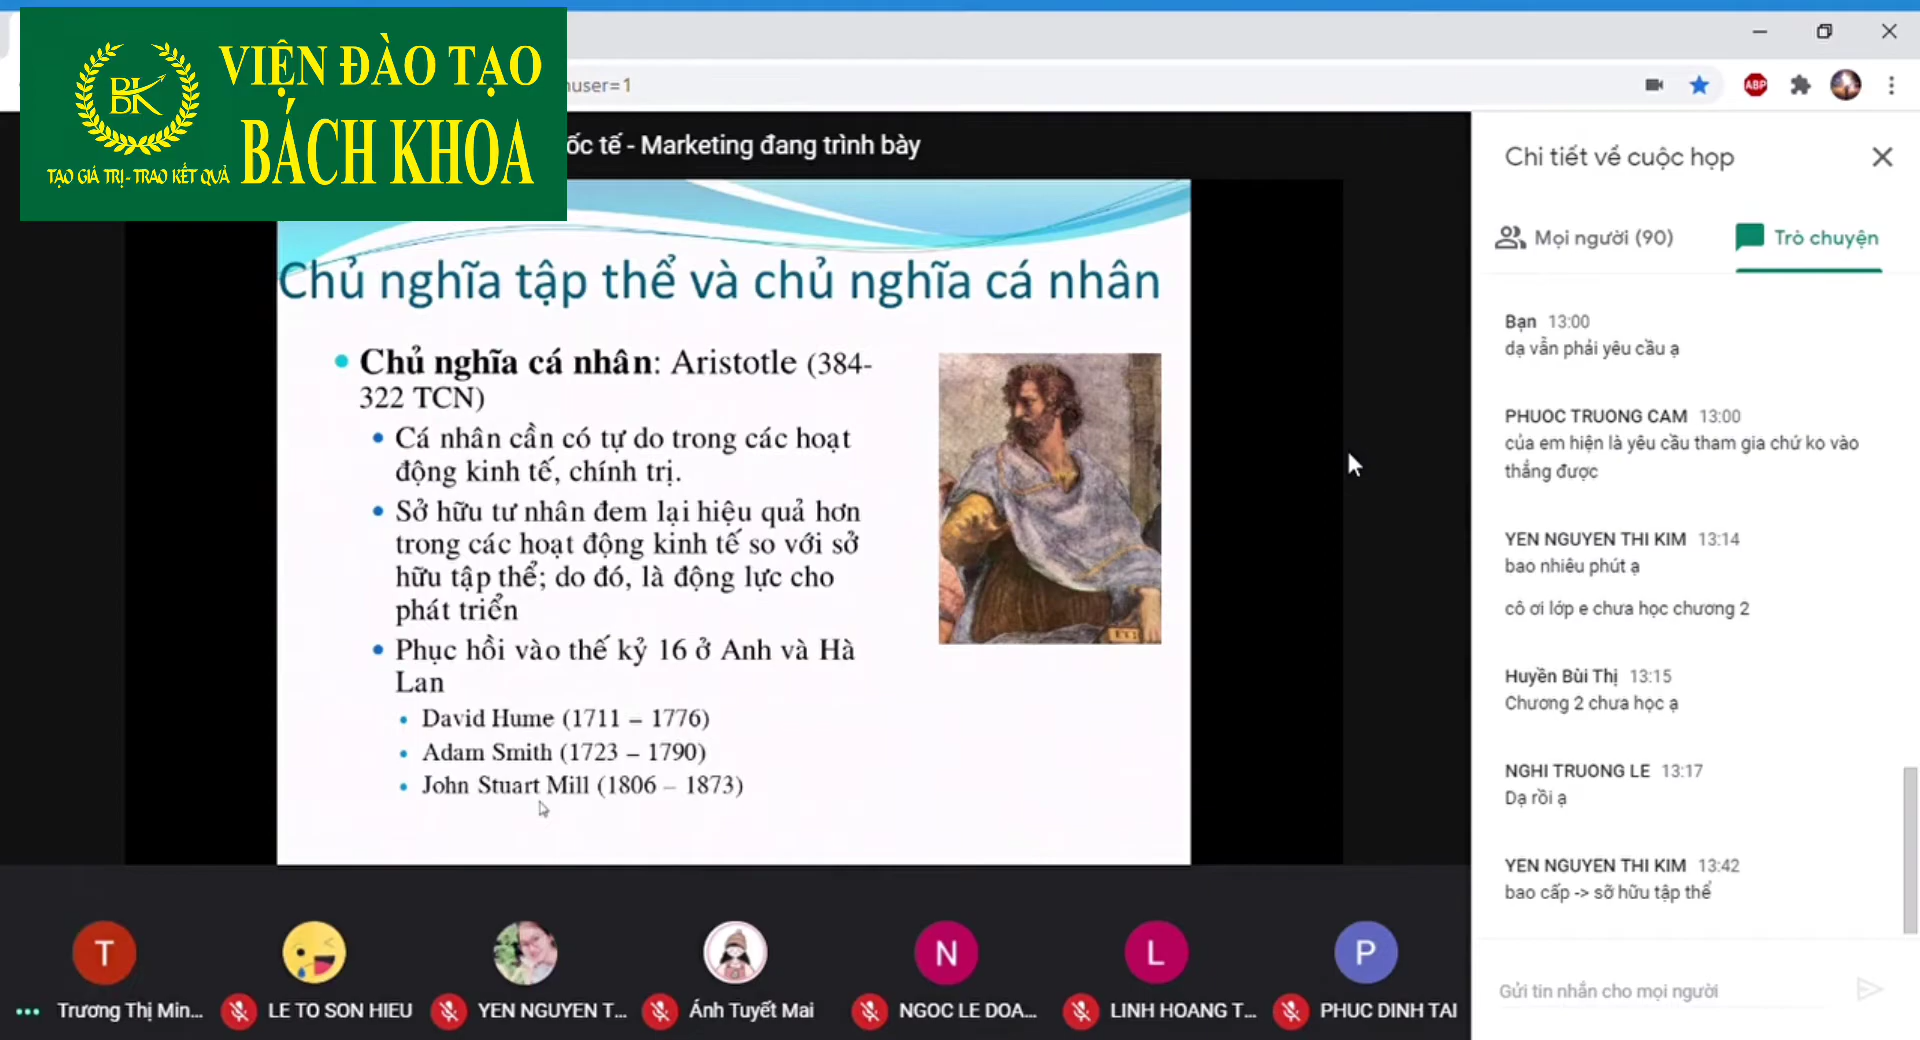 BK
VIỆN ĐÀO TẠO
BÁCH KHOA
TẠO GIÁ TRỊ - TRAO KẾT QUẢ
user=1
ABP
ốc tế - Marketing đang trình bày
Chủ nghĩa tập thể và chủ nghĩa cá nhân
Chủ nghĩa cá nhân: Aristotle (384-
322 TCN)
Cá nhân cần có tự do trong các hoạt
động kinh tế, chính trị.
Sở hữu tư nhân đem lại hiệu quả hơn
trong các hoạt động kinh tế so với sở
hữu tập thể; do đó, là động lực cho
phát triển
Phục hồi vào thế kỷ 16 ở Anh và Hà
Lan
David Hume (1711 – 1776)
Adam Smith (1723 – 1790)
John Stuart Mill (1806 – 1873)
Chi tiết về cuộc họp
Mọi người (90)
Trò chuyện
Bạn 13:00
dạ vẫn phải yêu cầu ạ
PHUOC TRUONG CAM 13:00
của em hiện là yêu cầu tham gia chứ ko vào
thẳng được
YEN NGUYEN THI KIM 13:14
bao nhiêu phút ạ
cô ơi lớp e chưa học chương 2
Huyền Bùi Thị 13:15
Chương 2 chưa học ạ
NGHI TRUONG LE 13:17
Dạ rồi ạ
YEN NGUYEN THI KIM 13:42
bao cấp -> sỡ hữu tập thể
Gửi tin nhắn cho mọi người
T
N
L
P
Trương Thị Min...
LE TO SON HIEU
YEN NGUYEN T...
Ánh Tuyết Mai
NGOC LE DOA...
LINH HOANG T...
PHUC DINH TAI